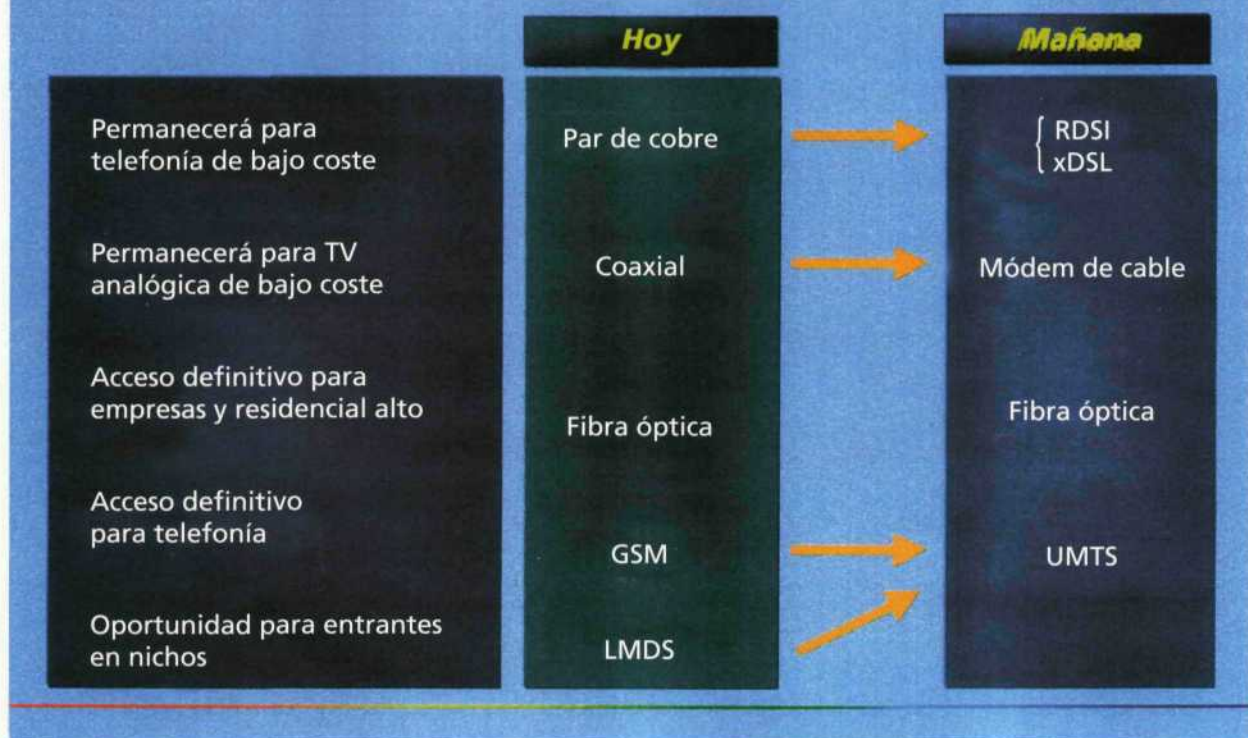 Hoy
Mañana
Permanecerá para
telefonía de bajo coste
Par de cobre
RDSI
xDSL
Permanecerá para TV
analógica de bajo coste
Coaxial
Módem de cable
Acceso definitivo para
empresas y residencial alto
Fibra óptica
Fibra óptica
Acceso definitivo
para telefonía
GSM
UMTS
Oportunidad para entrantes
en nichos
LMDS